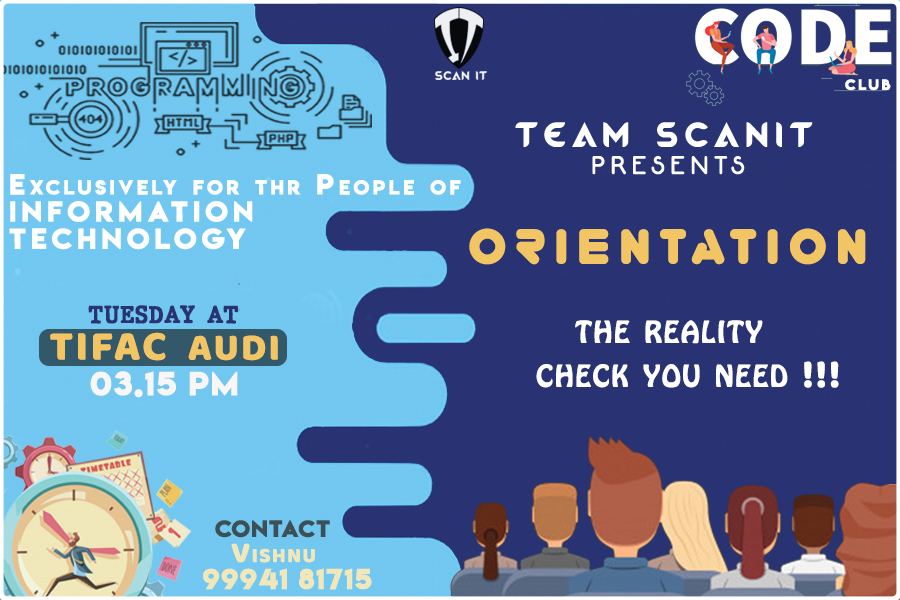 01010101010
01010101010
</>
PROGRAMMING
404
HTML
PHP
Exclusively for thr People of
INFORMATION
TECHNOLOGY
TUESDAY AT
TIFAC AUDI
03.15 PM
TIMETABLE
CONTACT
Vishnu
99941 81715
SCAN IT
CODE
CLUB
TEAM SCANIT
PRESENTS
ORIENTATION
THE REALITY
CHECK YOU NEED !!!